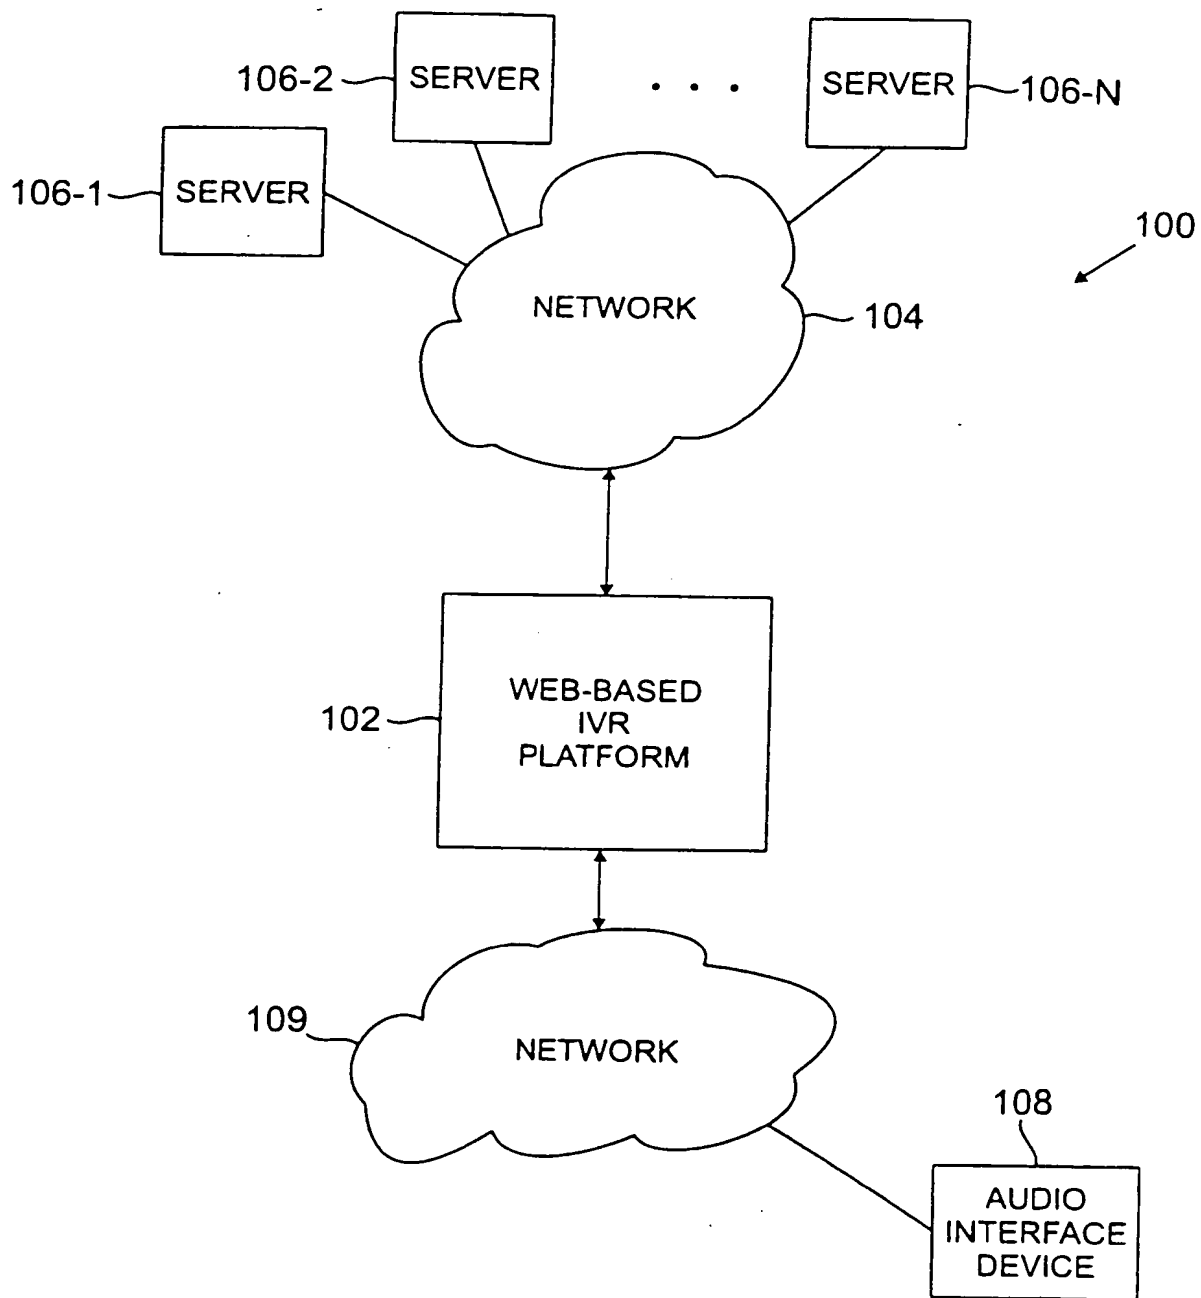 106-2
SERVER
. . .
SERVER
106-N
106-1
SERVER
100
NETWORK
104
102
WEB-BASED
IVR
PLATFORM
109
NETWORK
108
AUDIO
INTERFACE
DEVICE